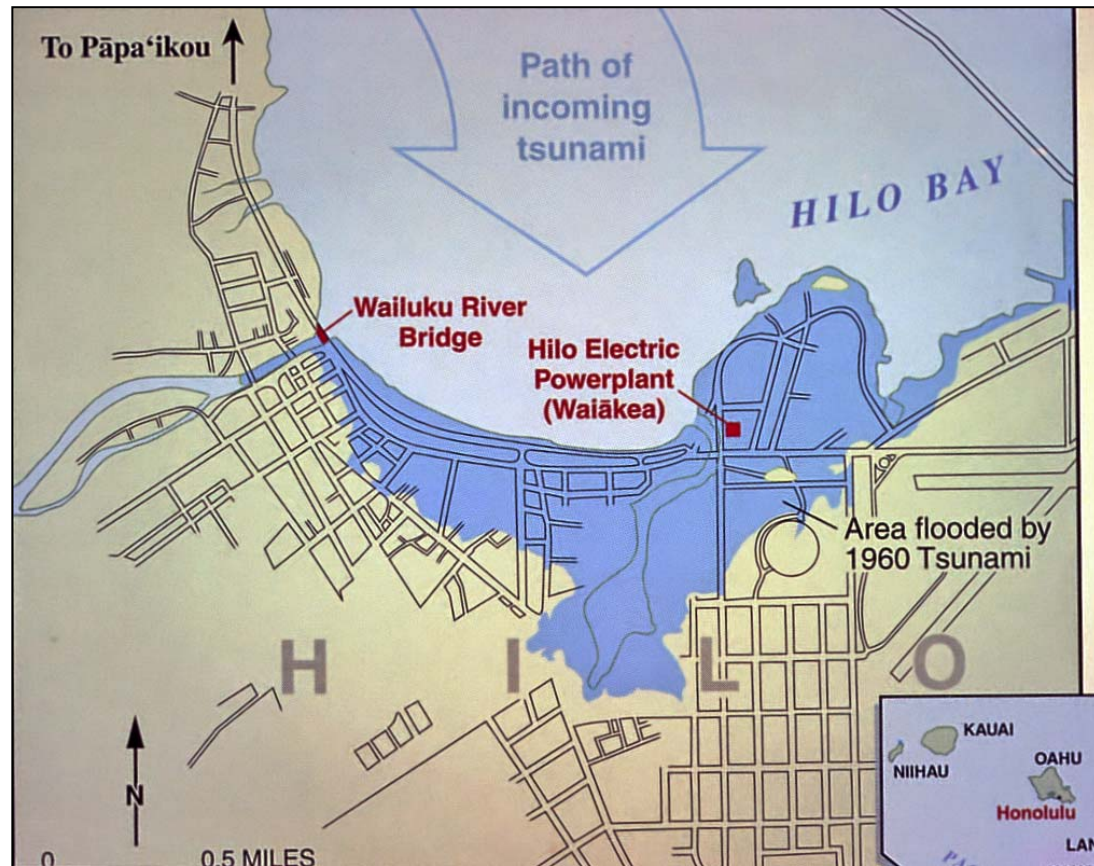 To Pāpa‘ikou
Path of
incoming
tsunami
HILO BAY
Wailuku River
Bridge
Hilo Electric
Powerplant
(Waiākea)
Area flooded by
1960 Tsunami
H I L O
N
0 0.5 MILES
KAUAI
NIIHAU
OAHU
Honolulu